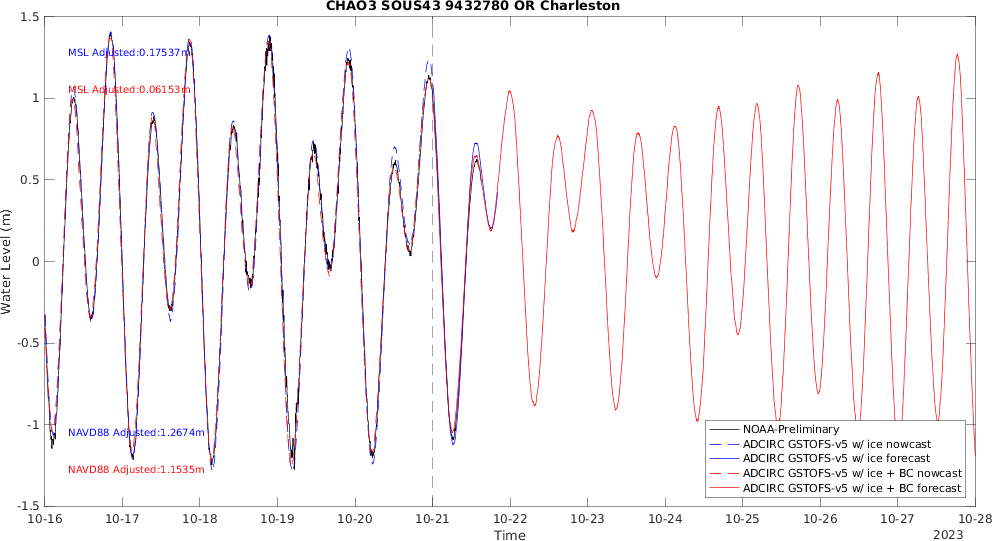 CHAO3 SOUS43 9432780 OR Charleston
1.5
1
0.5
0
-0.5
-1
-1.5
Water Level (m)
MSL Adjusted:0.17537m
MSL Adjusted:0.06153m
NAVD88 Adjusted:1.2674m
NAVD88 Adjusted:1.1535m
NOAA-Preliminary
ADCIRC GSTOFS-v5 w/ ice nowcast
ADCIRC GSTOFS-v5 w/ ice forecast
ADCIRC GSTOFS-v5 w/ ice + BC nowcast
ADCIRC GSTOFS-v5 w/ ice + BC forecast
10-16 10-17 10-18 10-19 10-20 10-21 10-22 10-23 10-24 10-25 10-26 10-27 10-28
Time
2023